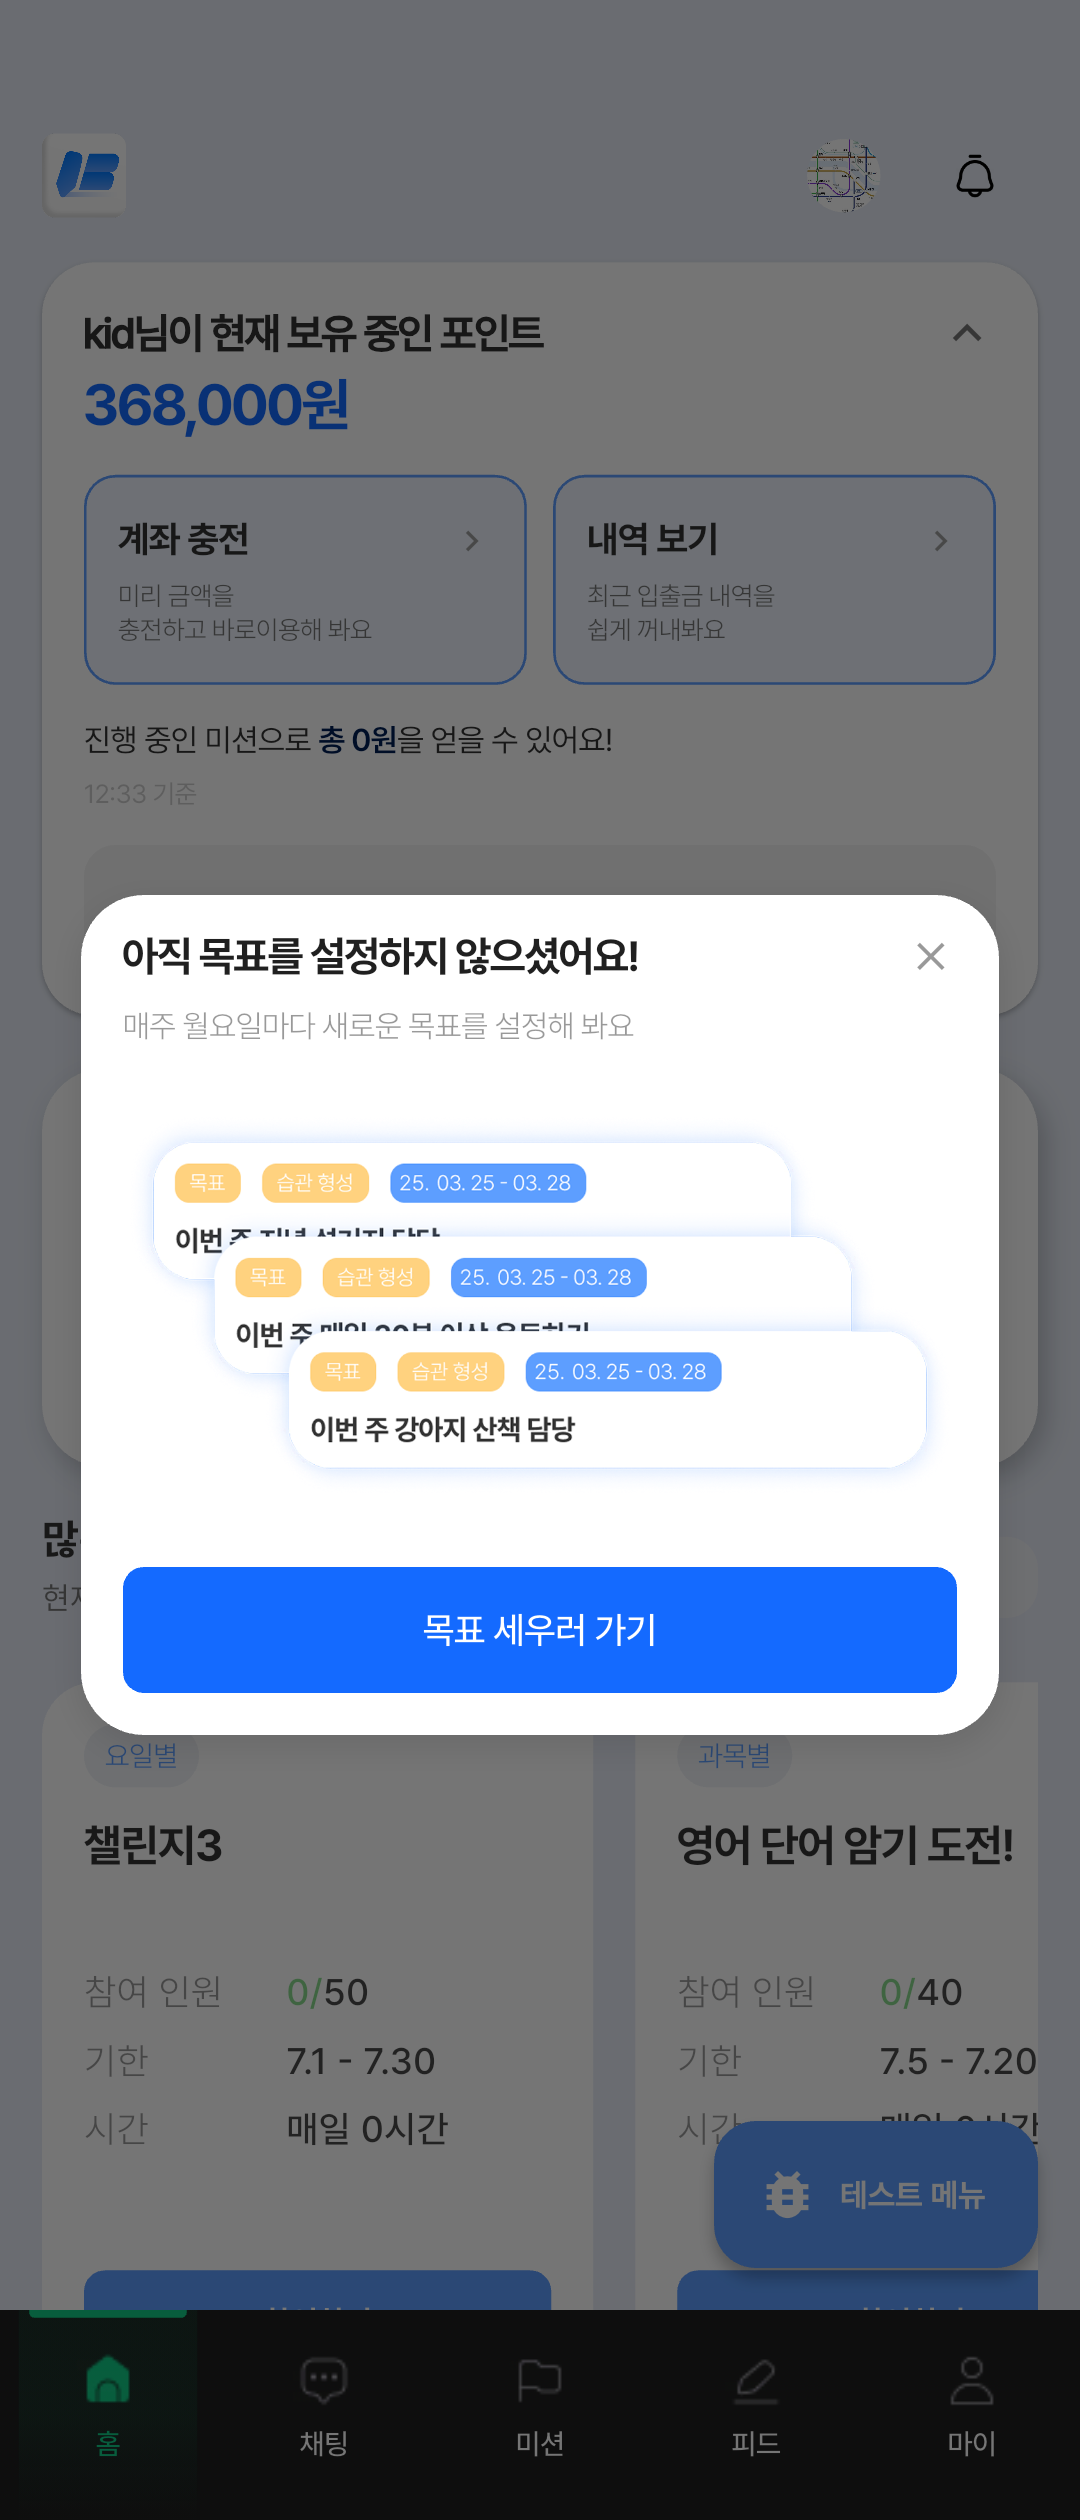 kid님이 현재 보유 중인 포인트
368,000원
계좌 충전
미리 금액을
충전하고 바로이용해 봐요
내역 보기
최근 입출금 내역을
쉽게 꺼내봐요
진행 중인 미션으로 총 0원을 얻을 수 있어요!
12:33 기준
아직 목표를 설정하지 않으셨어요!
매주 월요일마다 새로운 목표를 설정해 봐요
목표 습관 형성 25. 03. 25 - 03. 28
이번
목표 습관 형성 25. 03. 25 - 03. 28
이번 주
목표 습관 형성 25. 03. 25 - 03. 28
이번 주 강아지 산책 담당
많
목표 세우러 가기
요일별
챌린지3
참여 인원 0/50
기한 7.1 - 7.30
시간 매일 0시간
과목별
영어 단어 암기 도전!
참여 인원 0/40
기한 7.5 - 7.20
시간
테스트 메뉴
홈 채팅 미션 피드 마이